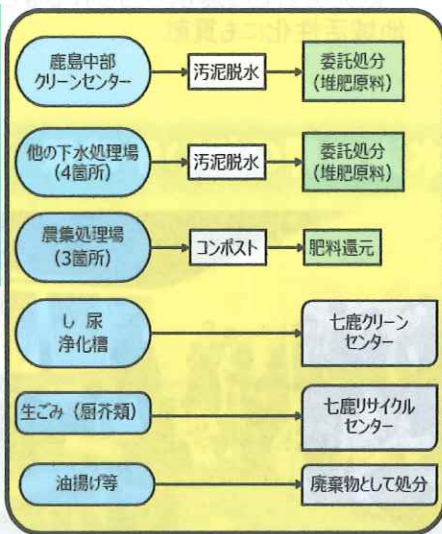 鹿島中部
クリーンセンター
汚泥脱水
委託処分
(堆肥原料)
他の下水処理場
(4箇所)
汚泥脱水
委託処分
(堆肥原料)
農集処理場
(3箇所)
コンポスト
肥料還元
し 尿
浄化槽
七鹿クリーン
センター
生ごみ(厨芥類)
七鹿リサイクル
センター
油揚げ等
廃棄物として処分